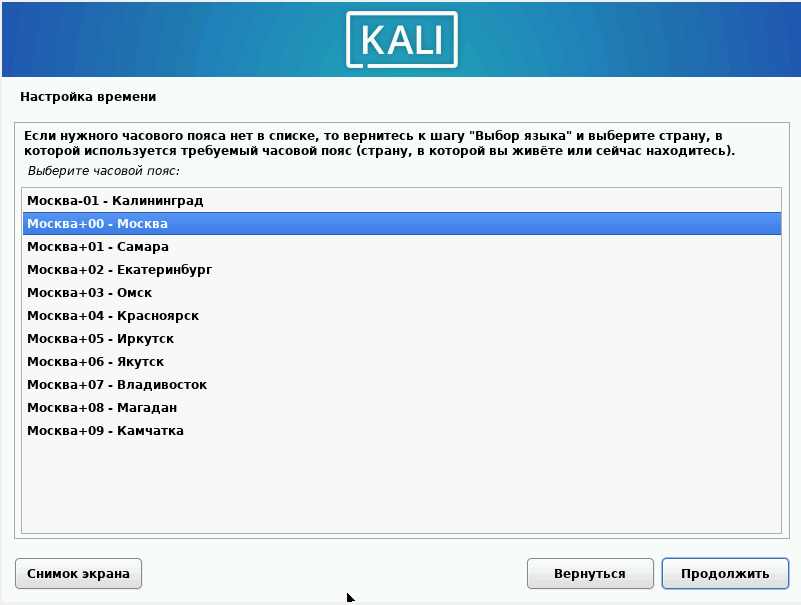 KALI
Настройка времени
Если нужного часового пояса нет в списке, то вернитесь к шагу "Выбор языка" и выберите страну, в
которой используется требуемый часовой пояс (страну, в которой вы живёте или сейчас находитесь).
Выберите часовой пояс:
Москва-01 - Калининград
Москва+00 - Москва
Москва+01 - Самара
Москва+02 - Екатеринбург
Москва+03 - Омск
Москва+04 - Красноярск
Москва+05 - Иркутск
Москва+06 - Якутск
Москва+07 - Владивосток
Москва+08 - Магадан
Москва+09 - Камчатка
Снимок экрана
Вернуться
Продолжить